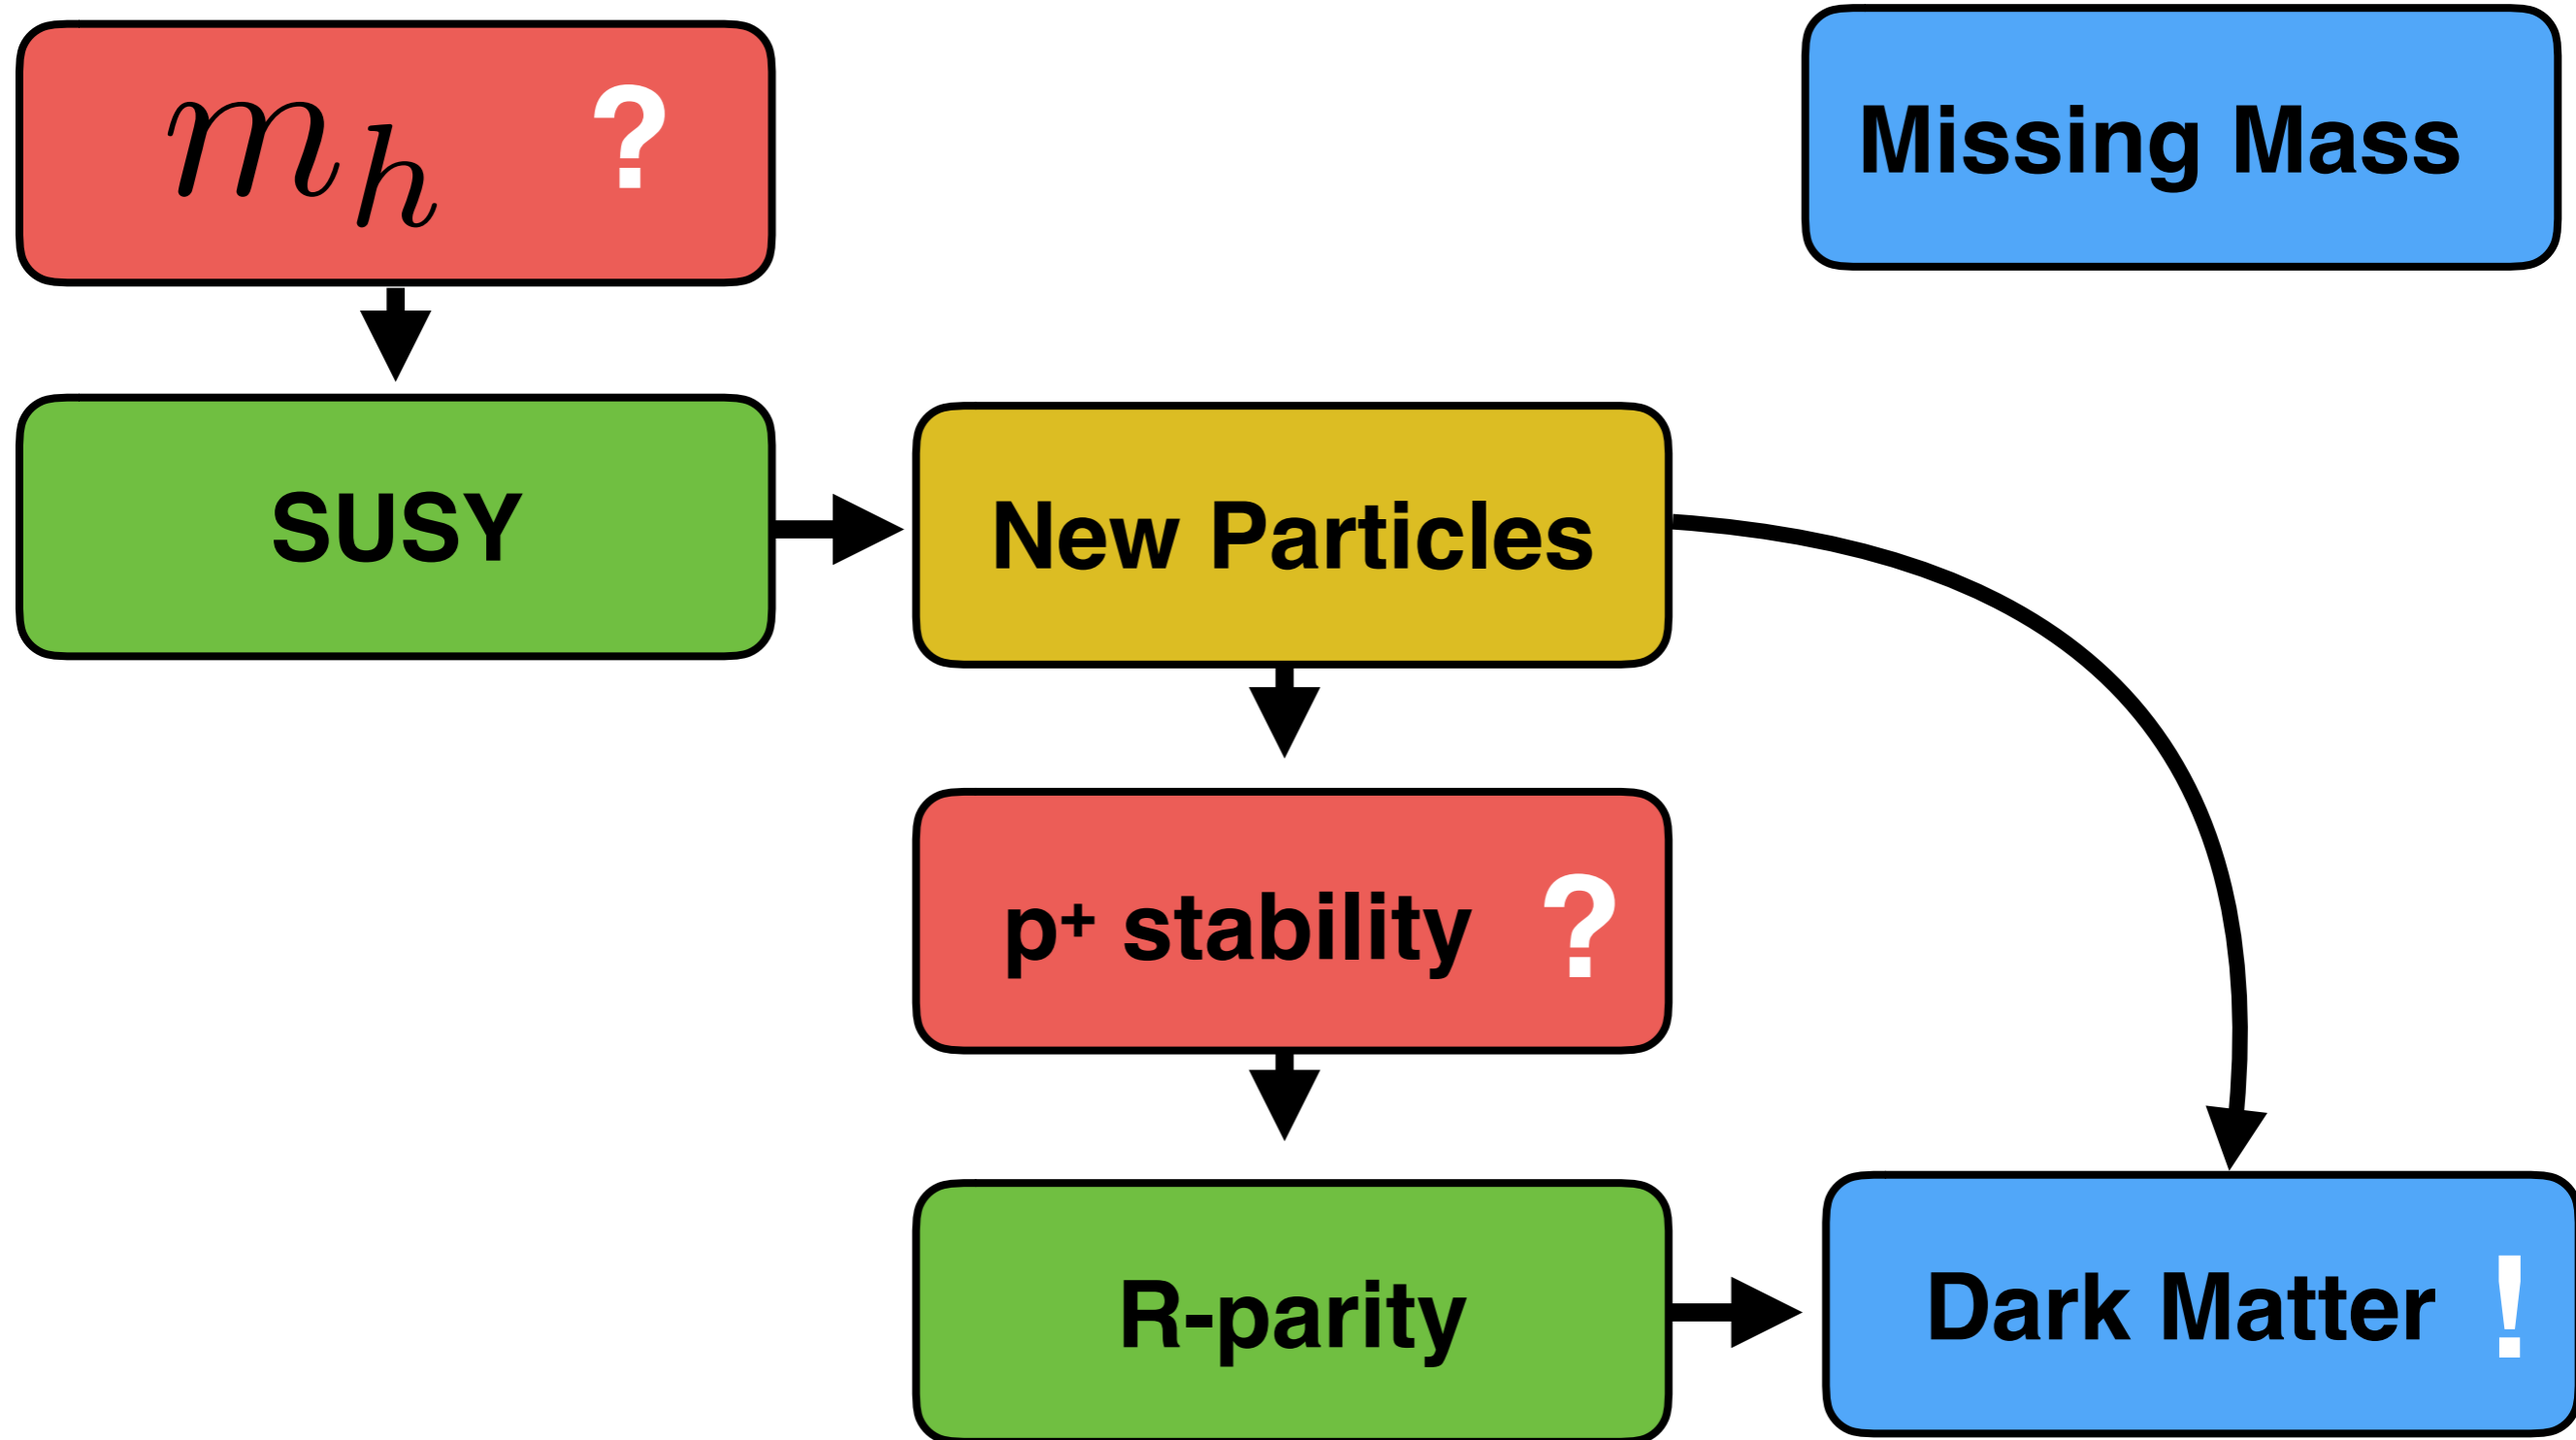 m_h ?
Missing Mass
SUSY
New Particles
p⁺ stability ?
R-parity
Dark Matter !